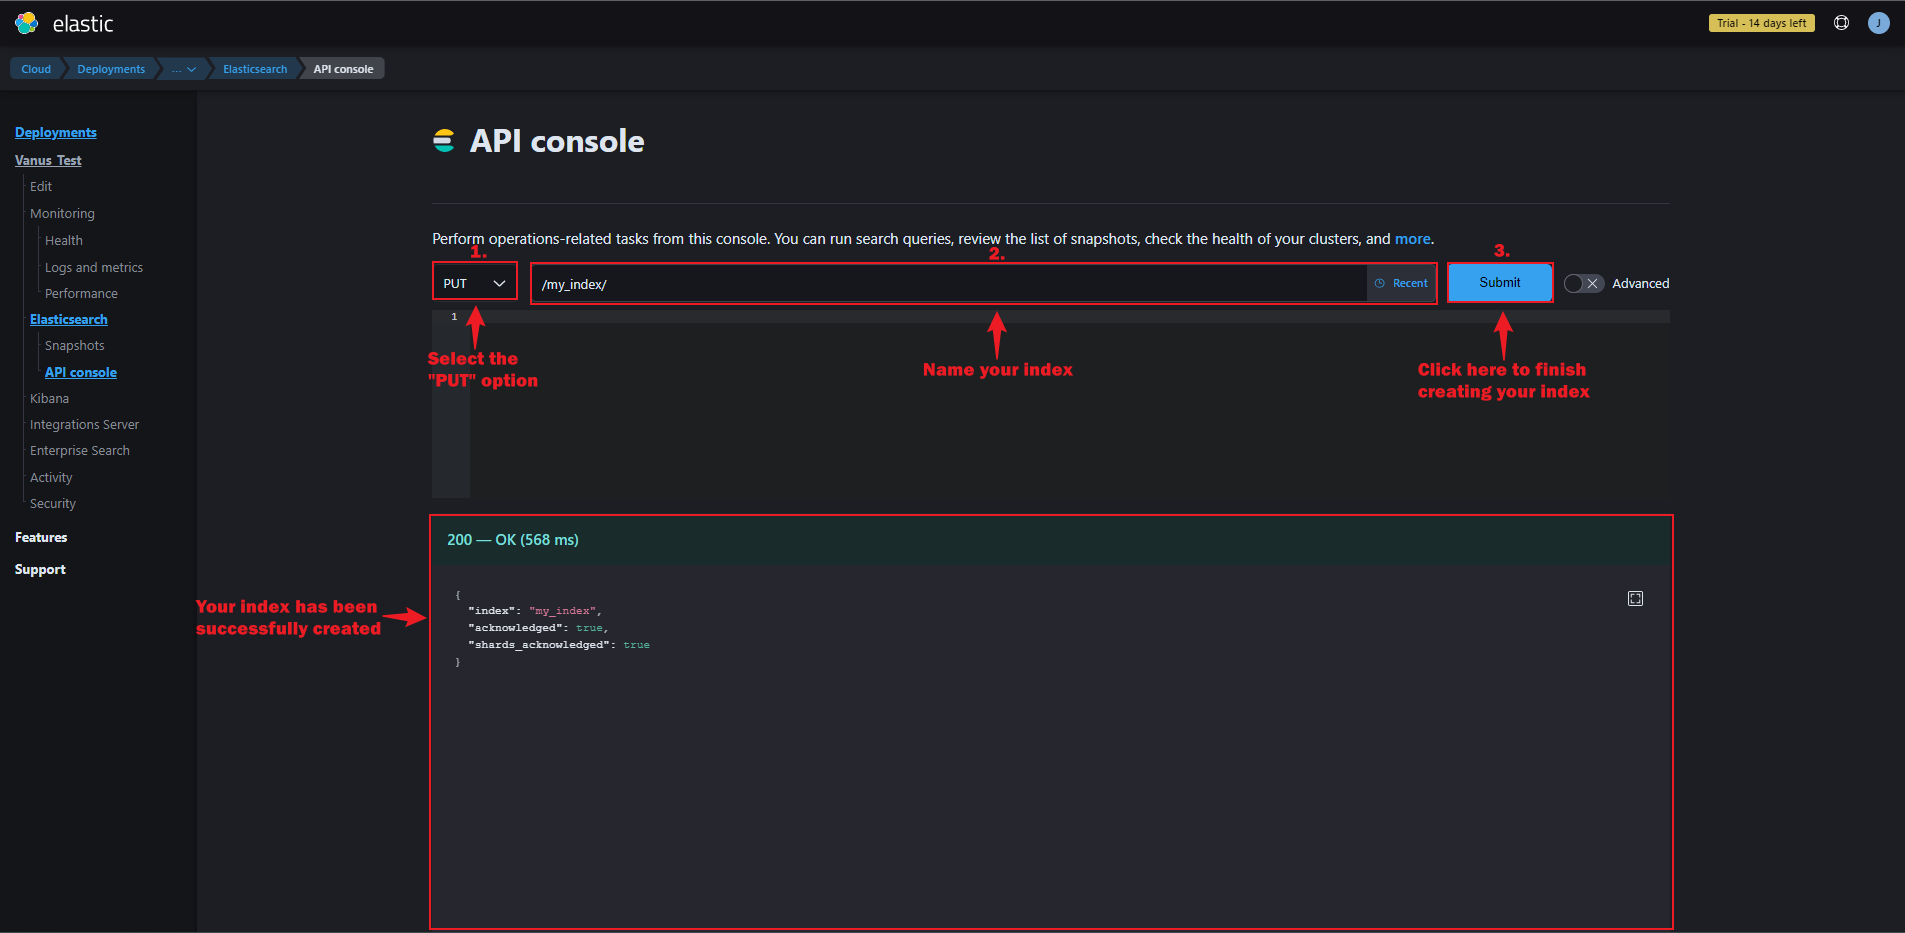 elastic
Trial - 14 days left
J
Cloud
Deployments
...
Elasticsearch
API console
Deployments
Vanus_Test
Edit
Monitoring
Health
Logs and metrics
Performance
Elasticsearch
Snapshots
API console
Kibana
Integrations Server
Enterprise Search
Activity
Security
Features
Support
API console
Perform operations-related tasks from this console. You can run search queries, review the list of snapshots, check the health of your clusters, and more.
1.
2.
3.
PUT
/my_index/
Recent
Submit
Advanced
1
Select the
"PUT" option
Name your index
Click here to finish
creating your index
200 — OK (568 ms)
Your index has been
successfully created
{
"index": "my_index",
"acknowledged": true,
"shards_acknowledged": true
}